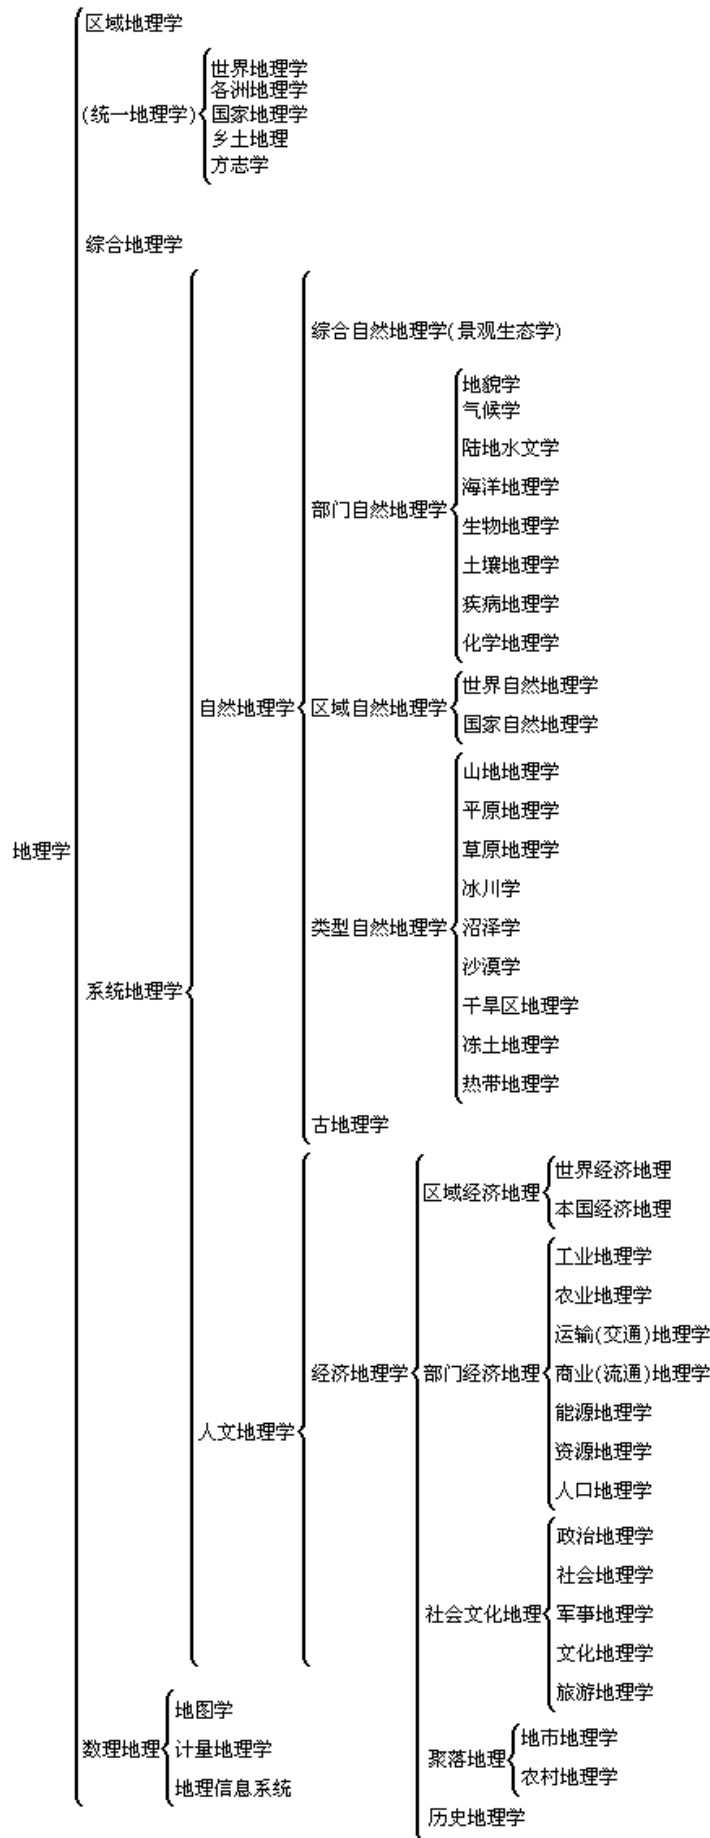 区域地理学
世界地理学
各洲地理学
(统一地理学)
国家地理学
乡土地理
方志学
综合地理学
综合自然地理学(景观生态学)
地貌学
气候学
陆地水文学
海洋地理学
部门自然地理学
生物地理学
土壤地理学
疾病地理学
化学地理学
世界自然地理学
自然地理学
区域自然地理学
国家自然地理学
山地地理学
平原地理学
地理学
草原地理学
冰川学
类型自然地理学
沼泽学
沙漠学
系统地理学
干旱区地理学
冻土地理学
热带地理学
古地理学
世界经济地理
区域经济地理
本国经济地理
工业地理学
农业地理学
运输(交通)地理学
经济地理学
部门经济地理
商业(流通)地理学
能源地理学
人文地理学
资源地理学
人口地理学
政治地理学
社会地理学
社会文化地理
军事地理学
文化地理学
旅游地理学
地图学
数理地理
计量地理学
地理信息系统
地市地理学
聚落地理
农村地理学
历史地理学